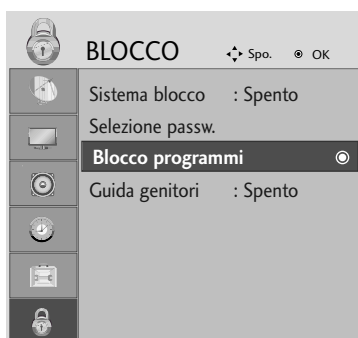 BLOCCO Spo. OK
Sistema blocco : Spento
Selezione passw.
Blocco programmi
Guida genitori : Spento